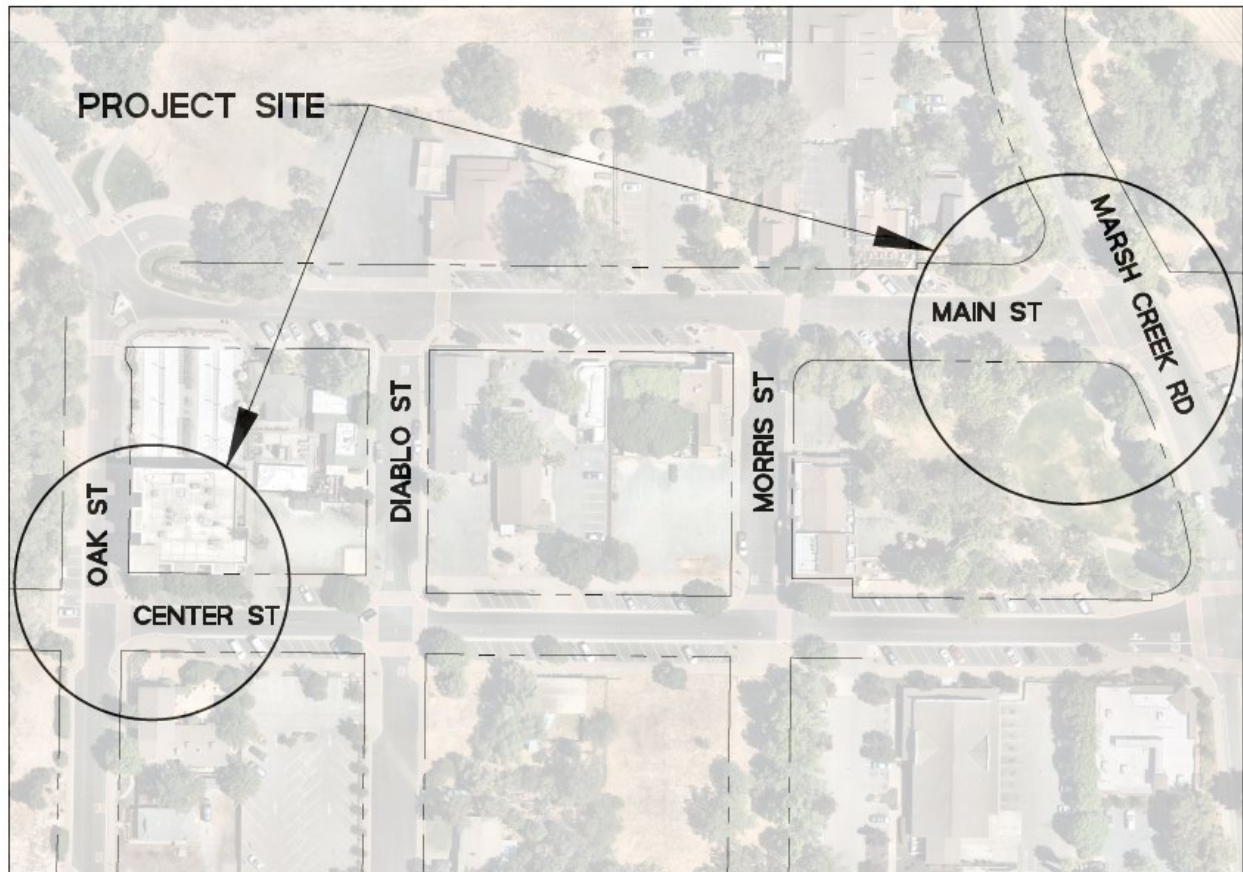 PROJECT SITE
MARSH CREEK RD
MAIN ST
DIABLO ST
MORRIS ST
OAK ST
CENTER ST